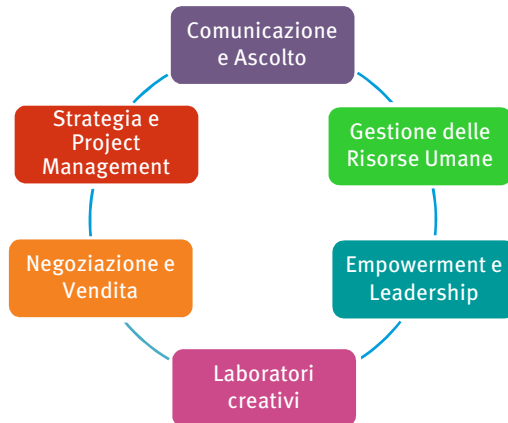 Comunicazione
e Ascolto
Strategia e
Project
Management
Gestione delle
Risorse Umane
Negoziazione e
Vendita
Empowerment e
Leadership
Laboratori
creativi